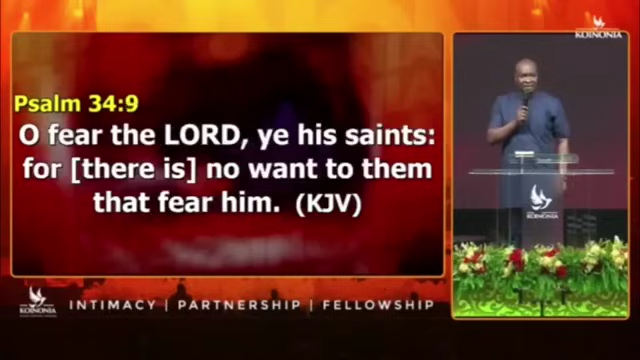 Psalm 34:9
O fear the LORD, ye his saints:
for [there is] no want to them
that fear him. (KJV)
KOINONIA
KOINONIA
KOINONIA
INTIMACY | PARTNERSHIP | FELLOWSHIP